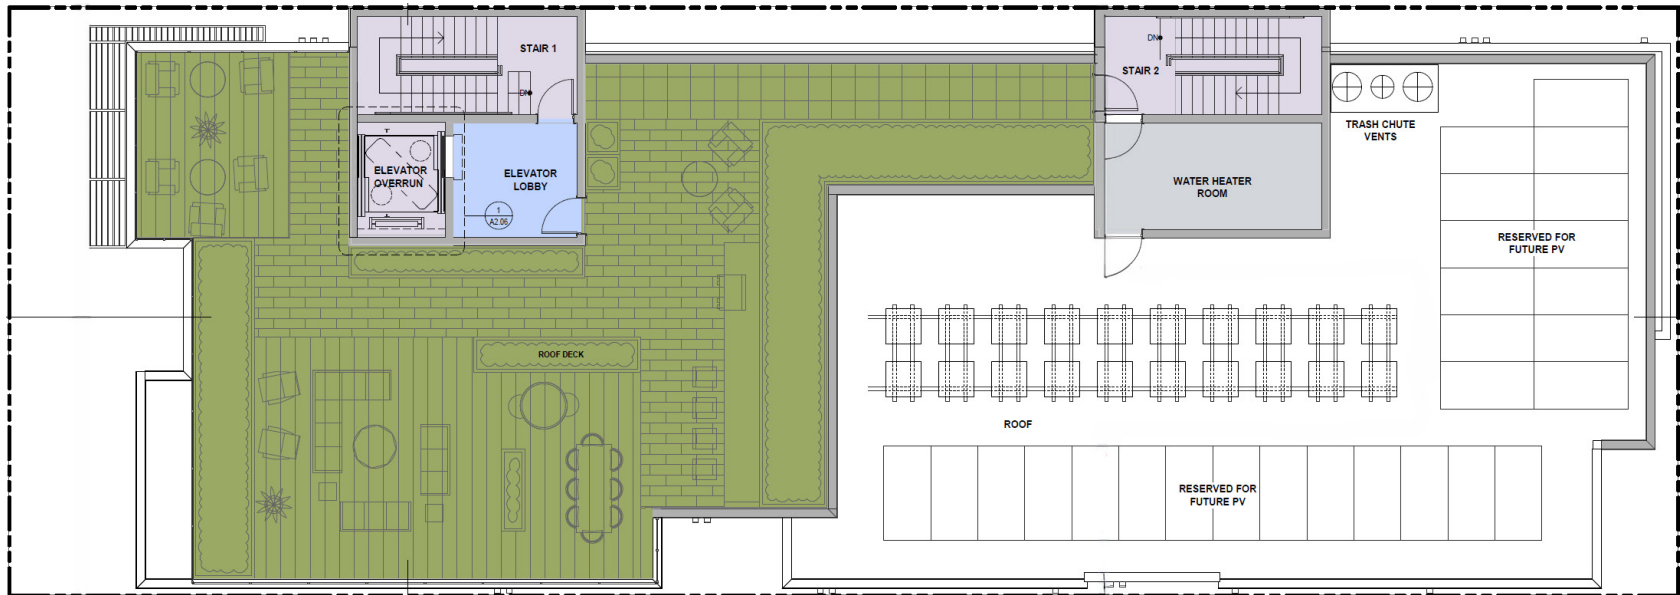 STAIR 1
DN
DN
STAIR 2
TRASH CHUTE
VENTS
ELEVATOR
OVERRUN
ELEVATOR
LOBBY
1
A2.06
WATER HEATER
ROOM
RESERVED FOR
FUTURE PV
ROOF DECK
ROOF
RESERVED FOR
FUTURE PV